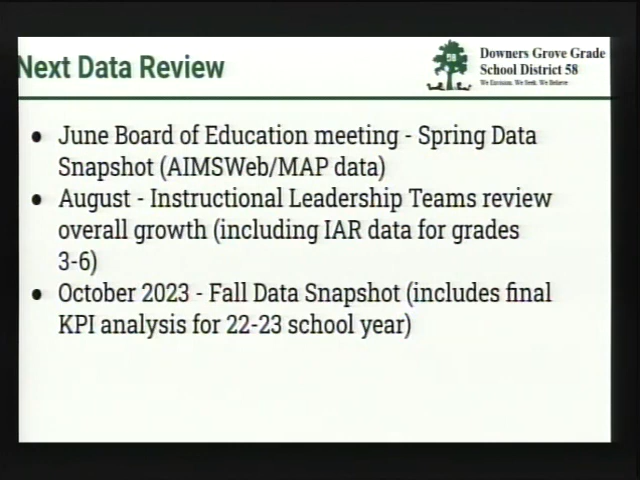 Next Data Review
58
Downers Grove Grade
School District 58
We Envision. We Seek. We Believe
● June Board of Education meeting - Spring Data
Snapshot (AIMSWeb/MAP data)
● August - Instructional Leadership Teams review
overall growth (including IAR data for grades
3-6)
● October 2023 - Fall Data Snapshot (includes final
KPI analysis for 22-23 school year)